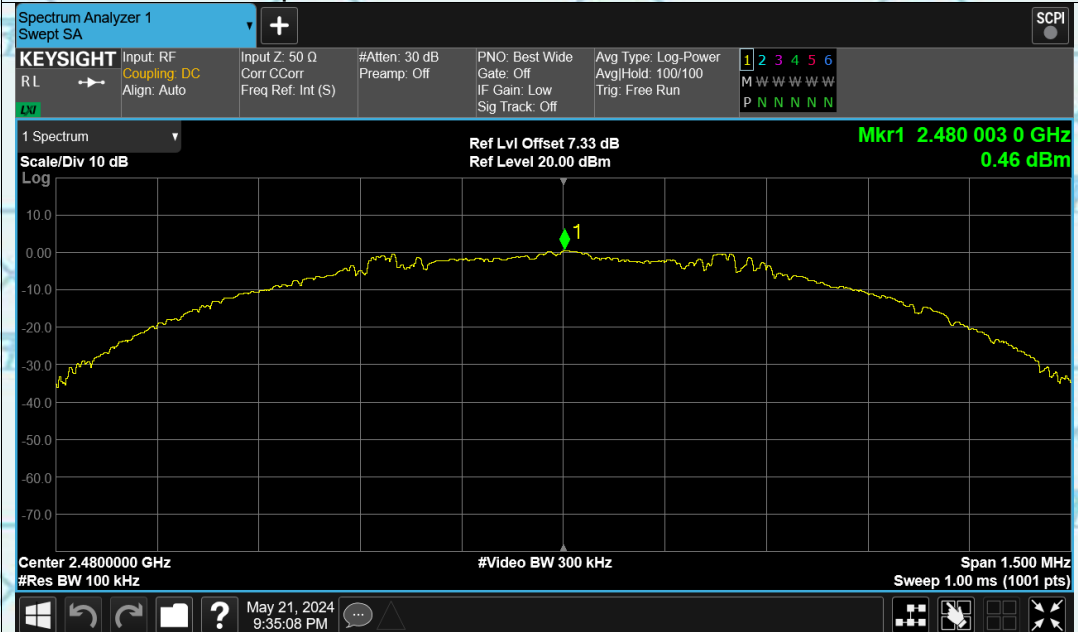 Spectrum Analyzer 1
Swept SA
+
SCPI
KEYSIGHT
RL
LXI
Input: RF
Coupling: DC
Align: Auto
Input Z: 50 Ω
Corr CCorr
Freq Ref: Int (S)
#Atten: 30 dB
Preamp: Off
PNO: Best Wide
Gate: Off
IF Gain: Low
Sig Track: Off
Avg Type: Log-Power
Avg|Hold: 100/100
Trig: Free Run
1 2 3 4 5 6
M W W W W W
P N N N N N
1 Spectrum
Scale/Div 10 dB
Ref Lvl Offset 7.33 dB
Ref Level 20.00 dBm
Mkr1 2.480 003 0 GHz
0.46 dBm
Log
10.0
0.00
-10.0
-20.0
-30.0
-40.0
-50.0
-60.0
-70.0
1
Center 2.4800000 GHz
#Res BW 100 kHz
#Video BW 300 kHz
Span 1.500 MHz
Sweep 1.00 ms (1001 pts)
?
May 21, 2024
9:35:08 PM